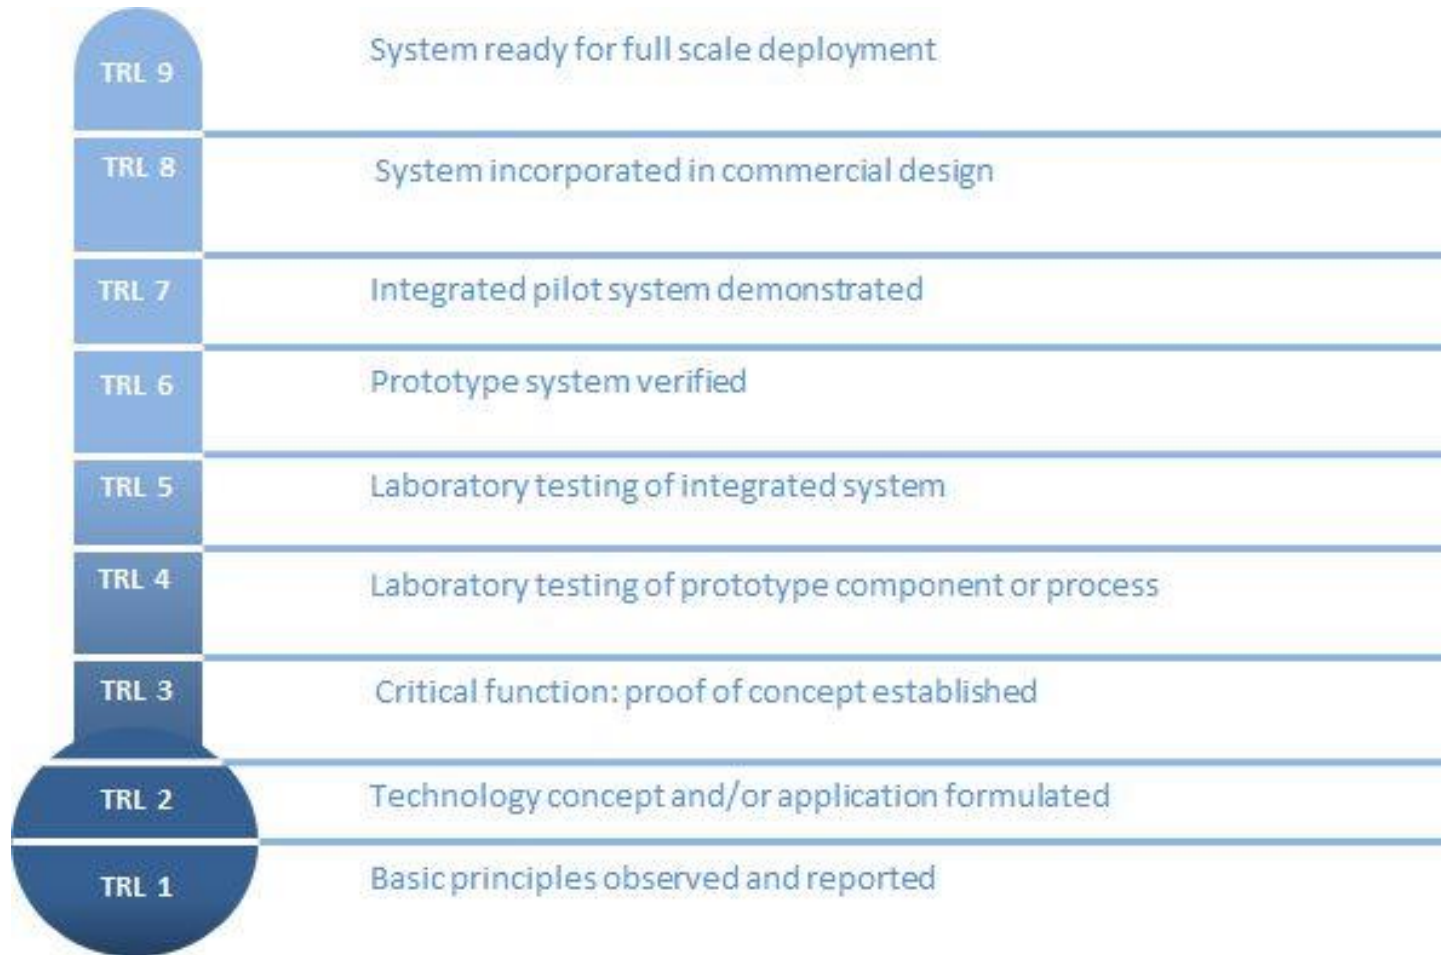 TRL 9 System ready for full scale deployment
TRL 8 System incorporated in commercial design
TRL 7 Integrated pilot system demonstrated
TRL 6 Prototype system verified
TRL 5 Laboratory testing of integrated system
TRL 4 Laboratory testing of prototype component or process
TRL 3 Critical function: proof of concept established
TRL 2 Technology concept and/or application formulated
TRL 1 Basic principles observed and reported